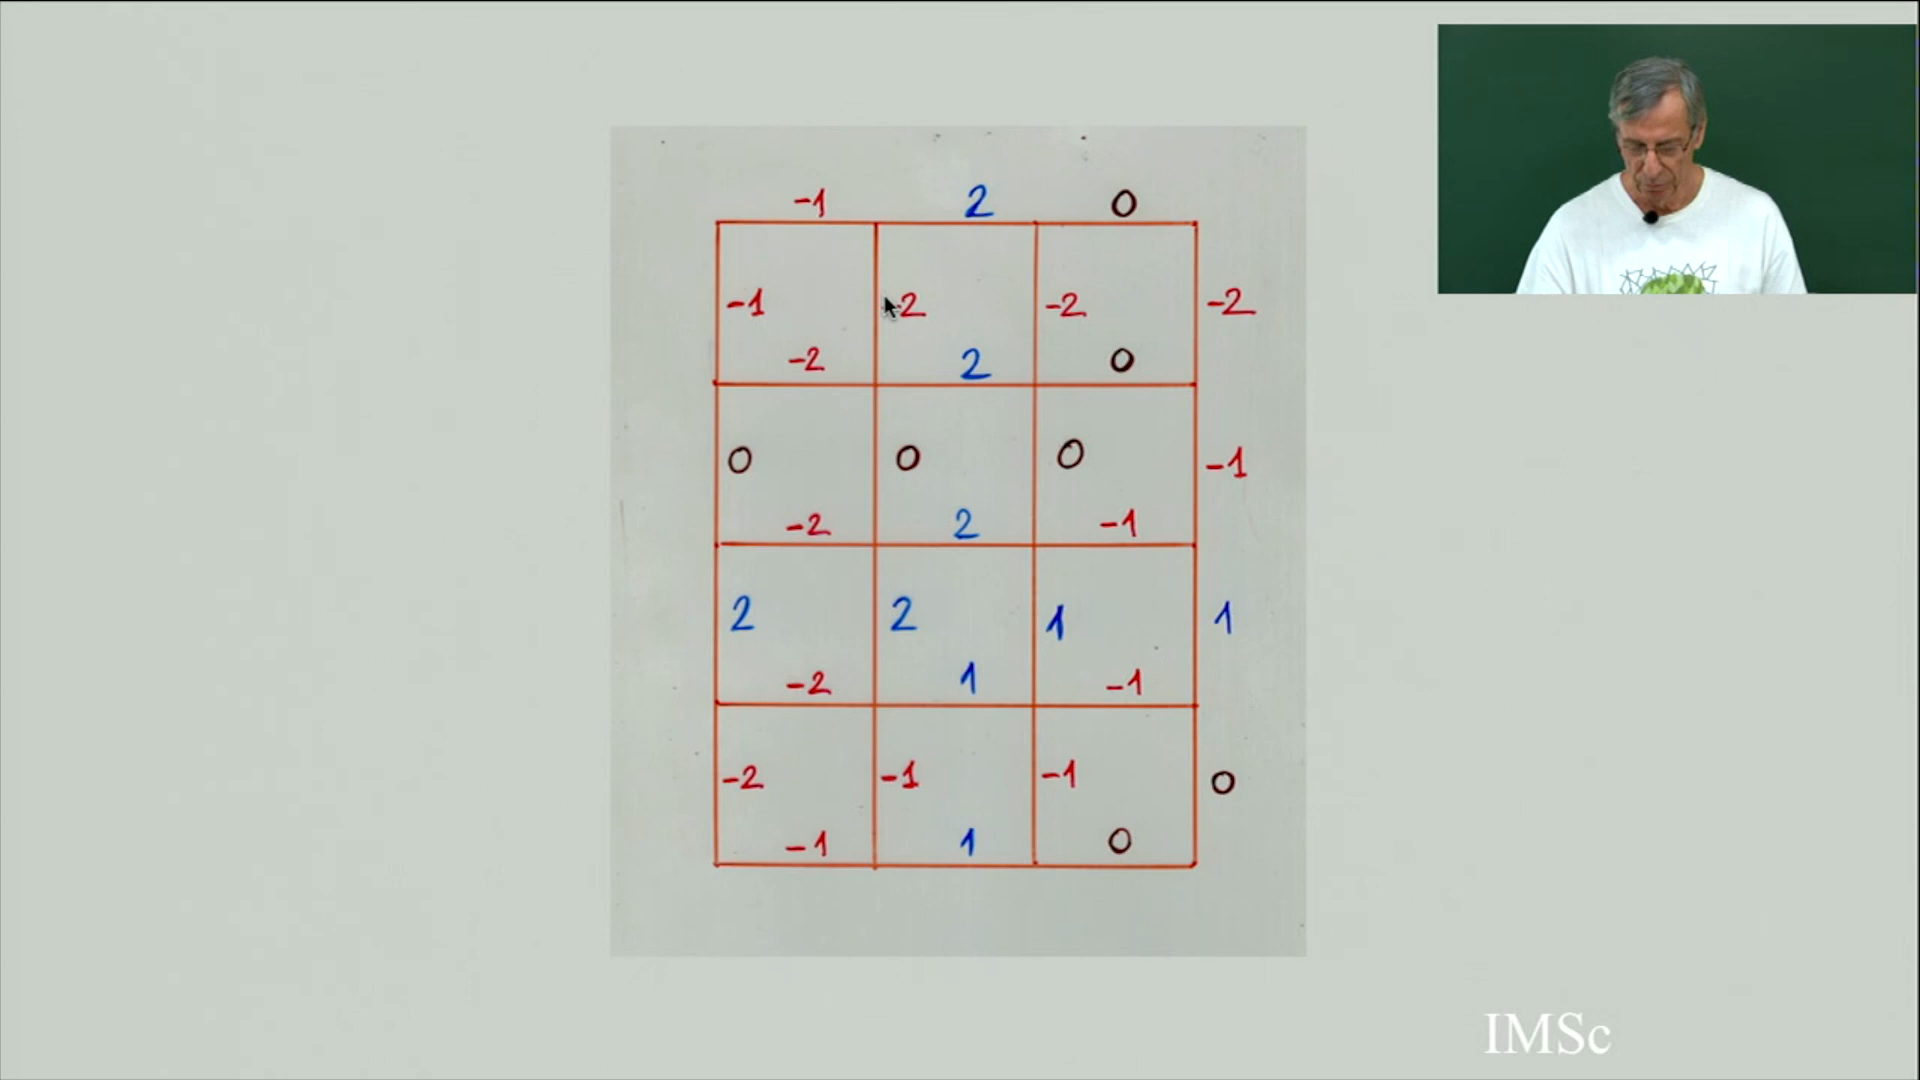 -1 2 0
-1 -2 -2 -2
-2 2 0
0 0 0 -1
-2 2 -1
2 2 1 1
-2 1 -1
-2 -1 -1 0
-1 1 0
IMSc